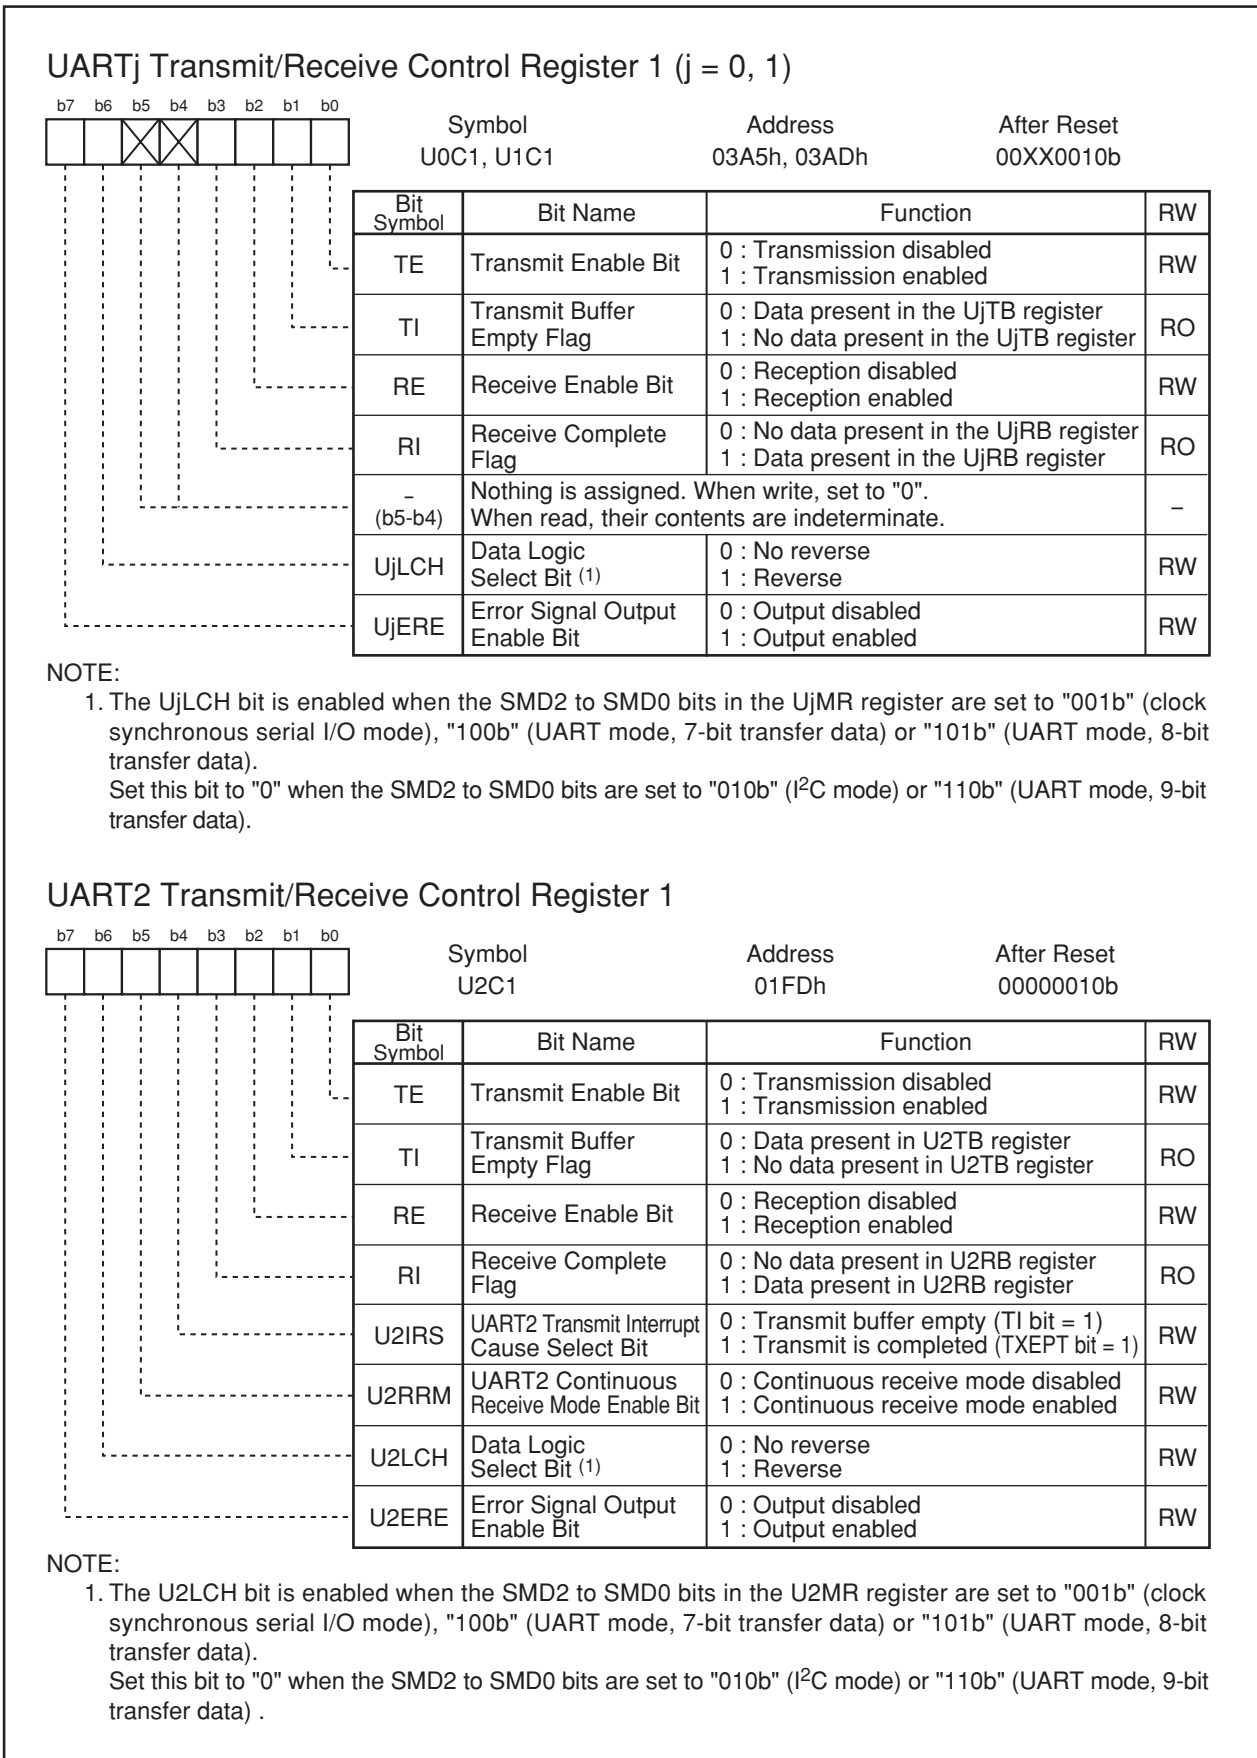 UARTj Transmit/Receive Control Register 1 (j = 0, 1)
b7 b6 b5 b4 b3 b2 b1 b0
Symbol Address After Reset
U0C1, U1C1 03A5h, 03ADh 00XX0010b
Bit Symbol Bit Name Function RW
TE Transmit Enable Bit 0 : Transmission disabled
1 : Transmission enabled RW
TI Transmit Buffer Empty Flag 0 : Data present in the UjTB register
1 : No data present in the UjTB register RO
RE Receive Enable Bit 0 : Reception disabled
1 : Reception enabled RW
RI Receive Complete Flag 0 : No data present in the UjRB register
1 : Data present in the UjRB register RO
– (b5-b4) Nothing is assigned. When write, set to "0".
When read, their contents are indeterminate. –
UjLCH Data Logic Select Bit (1) 0 : No reverse
1 : Reverse RW
UjERE Error Signal Output Enable Bit 0 : Output disabled
1 : Output enabled RW
NOTE:
1. The UjLCH bit is enabled when the SMD2 to SMD0 bits in the UjMR register are set to "001b" (clock
synchronous serial I/O mode), "100b" (UART mode, 7-bit transfer data) or "101b" (UART mode, 8-bit
transfer data).
Set this bit to "0" when the SMD2 to SMD0 bits are set to "010b" (I2C mode) or "110b" (UART mode, 9-bit
transfer data).
UART2 Transmit/Receive Control Register 1
b7 b6 b5 b4 b3 b2 b1 b0
Symbol Address After Reset
U2C1 01FDh 00000010b
Bit Symbol Bit Name Function RW
TE Transmit Enable Bit 0 : Transmission disabled
1 : Transmission enabled RW
TI Transmit Buffer Empty Flag 0 : Data present in U2TB register
1 : No data present in U2TB register RO
RE Receive Enable Bit 0 : Reception disabled
1 : Reception enabled RW
RI Receive Complete Flag 0 : No data present in U2RB register
1 : Data present in U2RB register RO
U2IRS UART2 Transmit Interrupt Cause Select Bit 0 : Transmit buffer empty (TI bit = 1)
1 : Transmit is completed (TXEPT bit = 1) RW
U2RRM UART2 Continuous Receive Mode Enable Bit 0 : Continuous receive mode disabled
1 : Continuous receive mode enabled RW
U2LCH Data Logic Select Bit (1) 0 : No reverse
1 : Reverse RW
U2ERE Error Signal Output Enable Bit 0 : Output disabled
1 : Output enabled RW
NOTE:
1. The U2LCH bit is enabled when the SMD2 to SMD0 bits in the U2MR register are set to "001b" (clock
synchronous serial I/O mode), "100b" (UART mode, 7-bit transfer data) or "101b" (UART mode, 8-bit
transfer data).
Set this bit to "0" when the SMD2 to SMD0 bits are set to "010b" (I2C mode) or "110b" (UART mode, 9-bit
transfer data) .